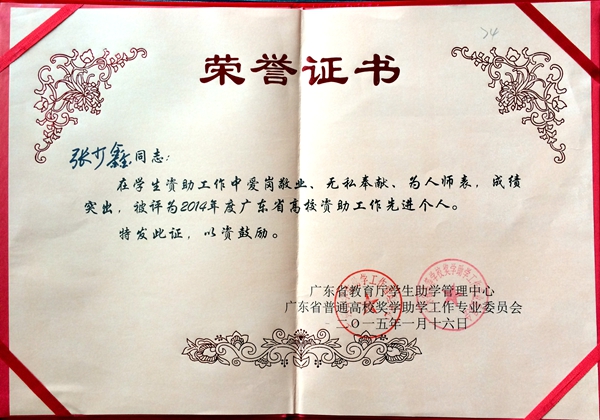 荣誉证书
张少鑫 同志：
在学生资助工作中爱岗敬业、无私奉献、为人师表，成绩
突出，被评为2014年度广东省高校资助工作先进个人。
特发此证，以资鼓励。
广东省教育厅学生助学管理中心
广东省普通高校奖学助学工作专业委员会
二〇一五年一月十六日